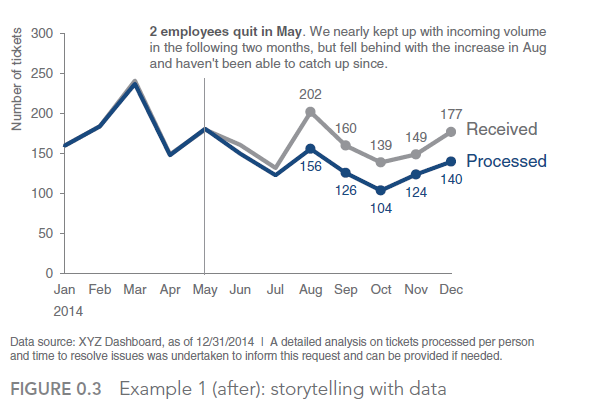 Number of tickets
300
250
200
150
100
50
0
2 employees quit in May. We nearly kept up with incoming volume
in the following two months, but fell behind with the increase in Aug
and haven't been able to catch up since.
202
160
139
149
177
Received
156
126
104
124
140
Processed
Jan Feb Mar Apr May Jun Jul Aug Sep Oct Nov Dec
2014
Data source: XYZ Dashboard, as of 12/31/2014 | A detailed analysis on tickets processed per person
and time to resolve issues was undertaken to inform this request and can be provided if needed.
FIGURE 0.3 Example 1 (after): storytelling with data